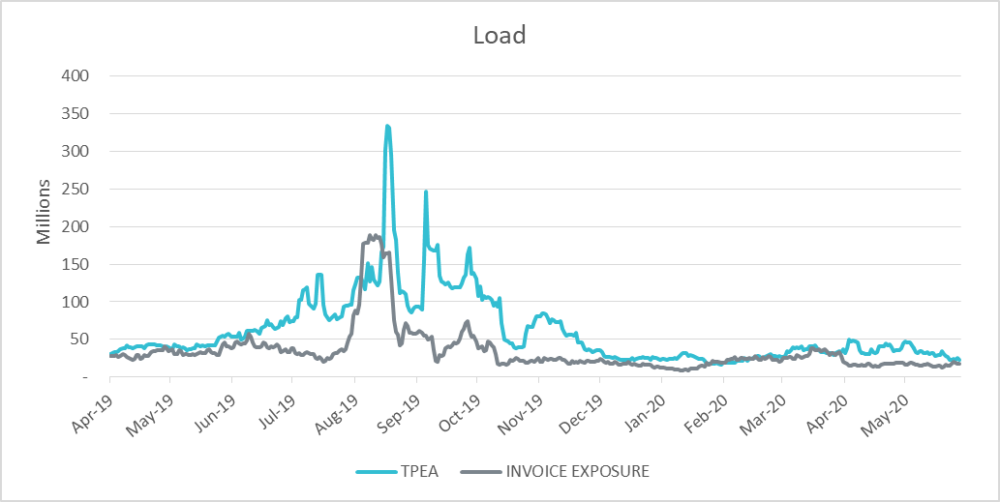 Load
400
350
300
250
200
150
100
50
-
Millions
Apr-19 May-19 Jun-19 Jul-19 Aug-19 Sep-19 Oct-19 Nov-19 Dec-19 Jan-20 Feb-20 Mar-20 Apr-20 May-20
TPEA INVOICE EXPOSURE